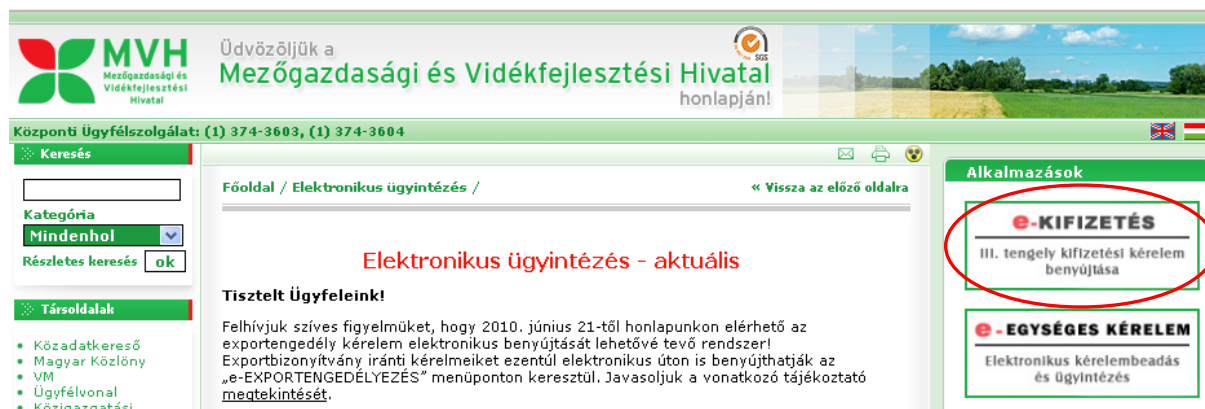 MVH
Mezőgazdasági és
Vidékfejlesztési
Hivatal
Üdvözöljük a
Mezőgazdasági és Vidékfejlesztési Hivatal
honlapján!
SGS
Központi Ügyfélszolgálat: (1) 374-3603, (1) 374-3604
Keresés
Kategória
Mindenhol
Részletes keresés ok
Társoldalak
• Közadatkereső
• Magyar Közlöny
• VM
• Ügyfélvonal
• Közigazgatási
Főoldal / Elektronikus ügyintézés /
« Vissza az előző oldalra
Elektronikus ügyintézés - aktuális
Tisztelt Ügyfeleink!
Felhívjuk szíves figyelmüket, hogy 2010. június 21-től honlapunkon elérhető az
exportengedély kérelem elektronikus benyújtását lehetővé tevő rendszer!
Exportbizonyítvány iránti kérelmeiket ezentúl elektronikus úton is benyújthatják az
„e-EXPORTENGEDÉLYEZÉS” menüponton keresztül. Javasoljuk a vonatkozó tájékoztató
megtekintését.
Alkalmazások
e-KIFIZETÉS
III. tengely kifizetési kérelem
benyújtása
e - EGYSÉGES KÉRELEM
Elektronikus kérelembeadás
és ügyintézés